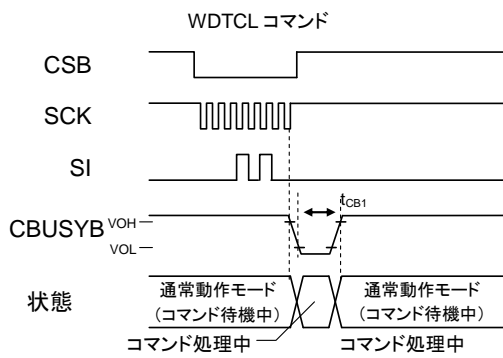 WDTCL コマンド
CSB
SCK
SI
tCB1
CBUSYB
VOH
VOL
状態
通常動作モード
(コマンド待機中)
通常動作モード
(コマンド待機中)
コマンド処理中
コマンド処理中